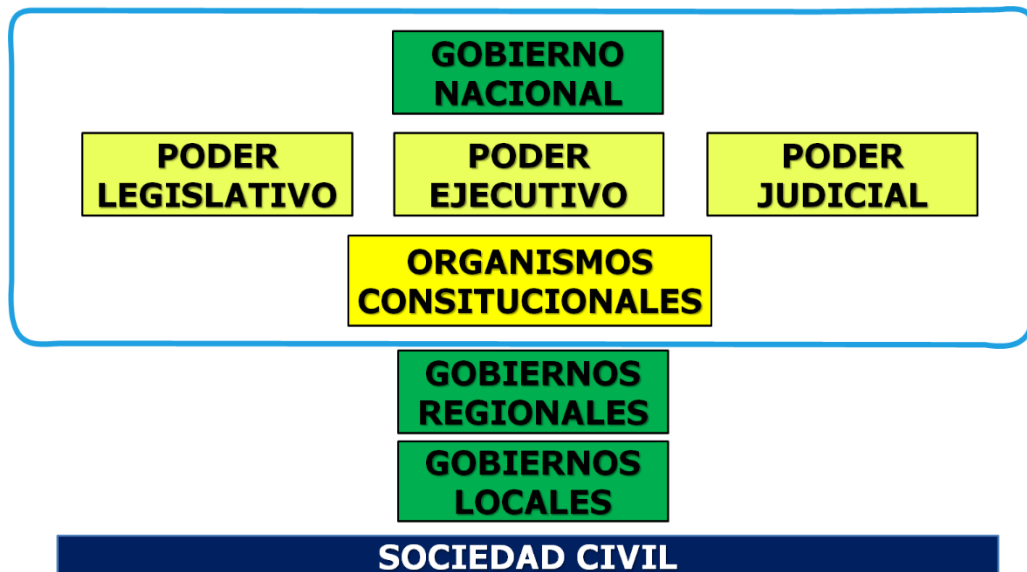 GOBIERNO
NACIONAL
PODER
LEGISLATIVO
PODER
EJECUTIVO
PODER
JUDICIAL
ORGANISMOS
CONSITUCIONALES
GOBIERNOS
REGIONALES
GOBIERNOS
LOCALES
SOCIEDAD CIVIL